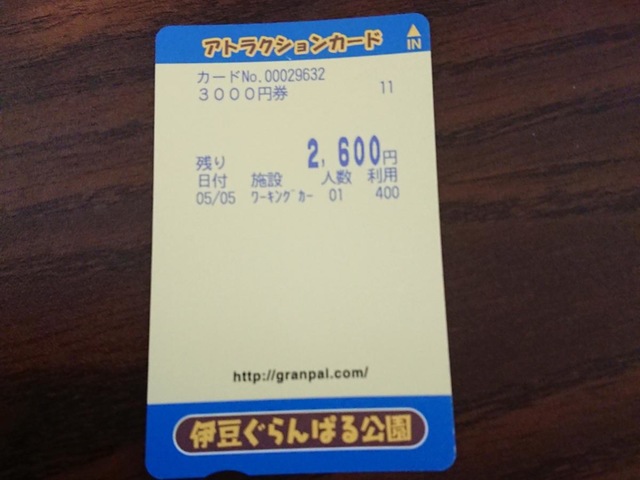 アトラクションカード
IN
カードNo.00029632
3000円券 11
残り 2,600円
日付 施設 人数 利用
05/05 ワーキングカー 01 400
http://granpal.com/
伊豆ぐらんぱる公園